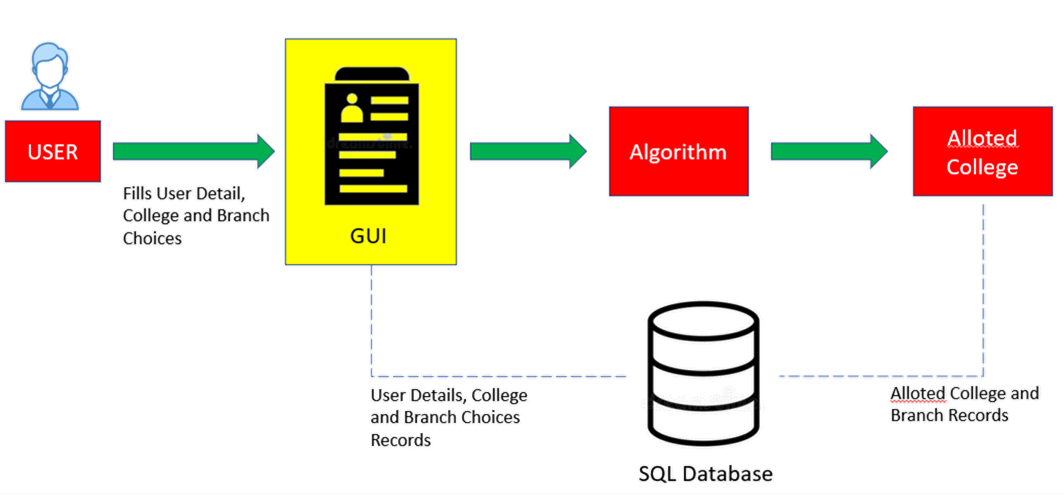 USER
Fills User Detail,
College and Branch
Choices
GUI
Algorithm
Alloted
College
User Details, College
and Branch Choices
Records
Alloted College and
Branch Records
SQL Database